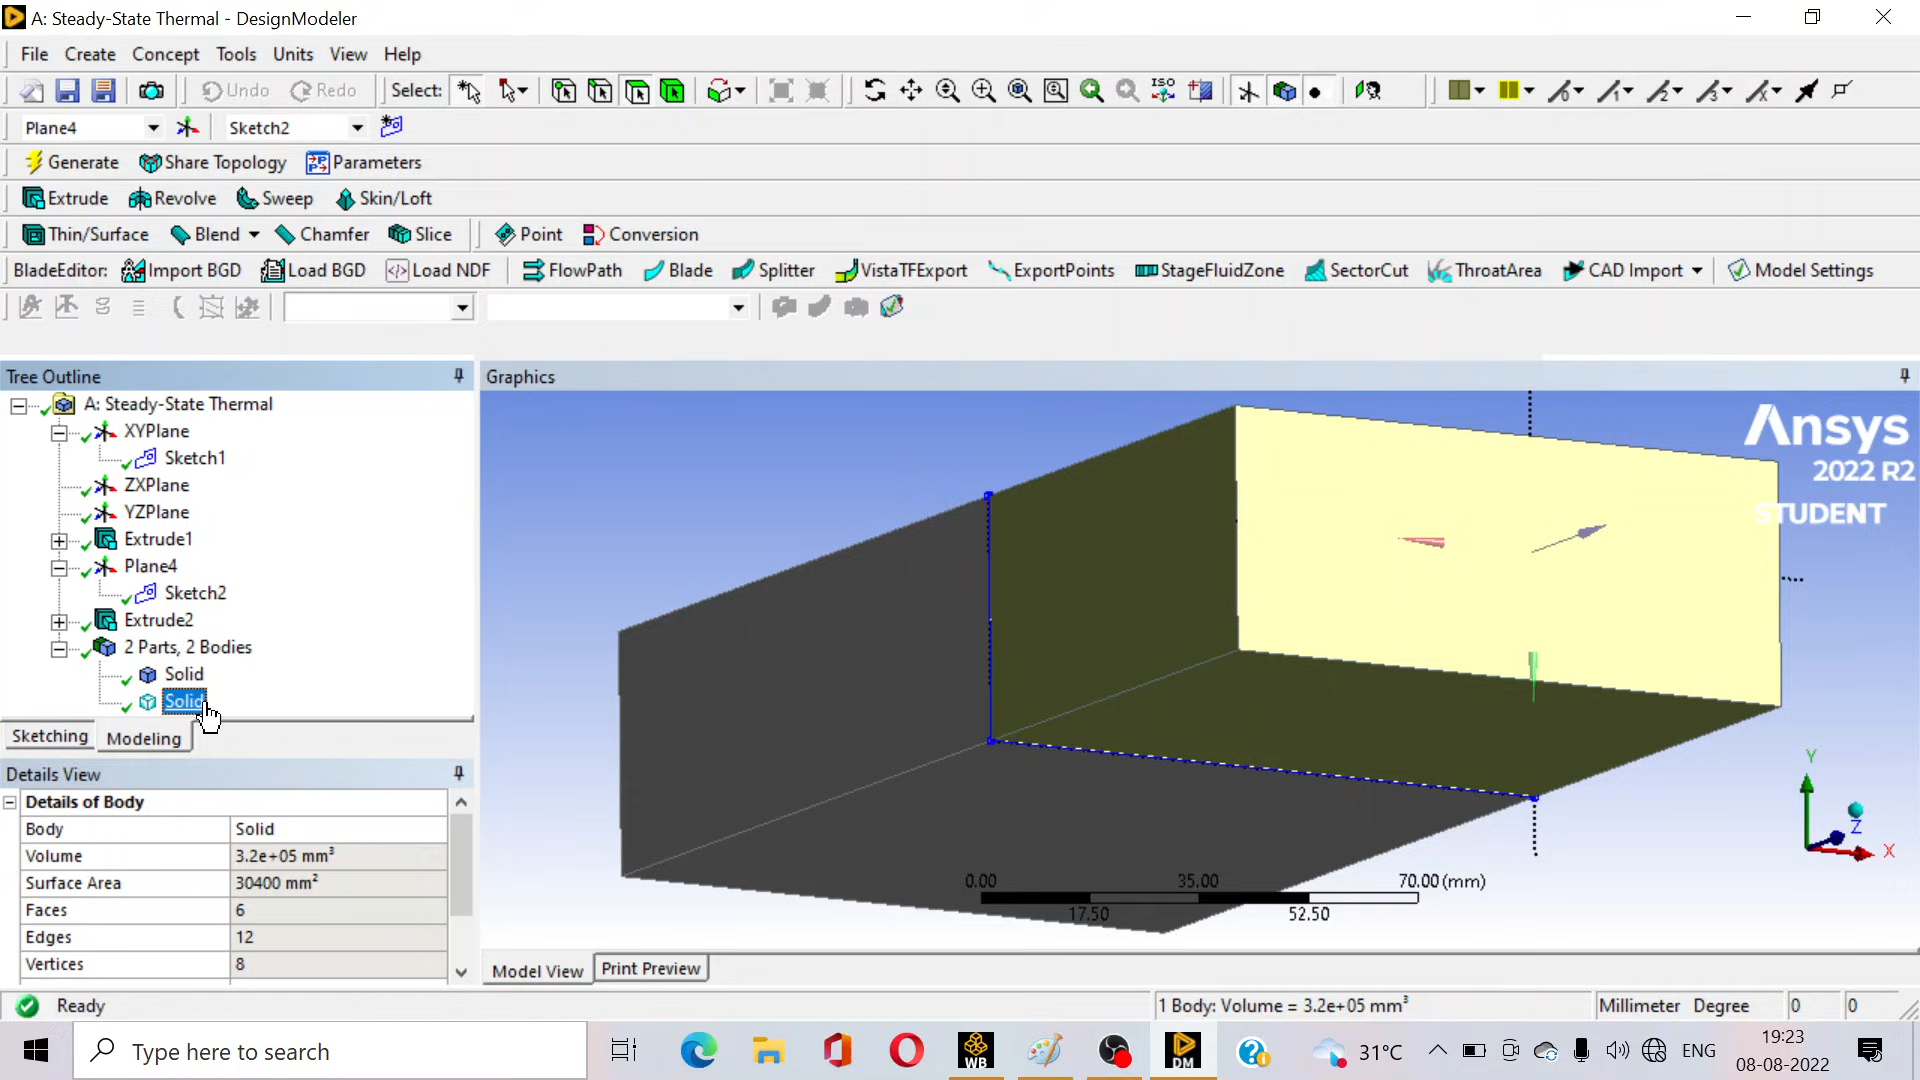 A: Steady-State Thermal - DesignModeler
File Create Concept Tools Units View Help
Undo Redo Select: ISO
Plane4 Sketch2
Generate Share Topology Parameters
Extrude Revolve Sweep Skin/Loft
Thin/Surface Blend Chamfer Slice Point Conversion
BladeEditor: Import BGD Load BGD Load NDF FlowPath Blade Splitter VistaTFExport ExportPoints StageFluidZone SectorCut ThroatArea CAD Import Model Settings
Tree Outline
A: Steady-State Thermal
XYPlane
Sketch1
ZXPlane
YZPlane
Extrude1
Plane4
Sketch2
Extrude2
2 Parts, 2 Bodies
Solid
Solid
Sketching Modeling
Details View
Details of Body
Body Solid
Volume 3.2e+05 mm³
Surface Area 30400 mm²
Faces 6
Edges 12
Vertices 8
Graphics
Ansys
2022 R2
STUDENT
Y
Z
X
0.00 35.00 70.00 (mm)
17.50 52.50
Model View Print Preview
Ready 1 Body: Volume = 3.2e+05 mm³ Millimeter Degree 0 0
Type here to search WB DM 31°C ENG 19:23
08-08-2022